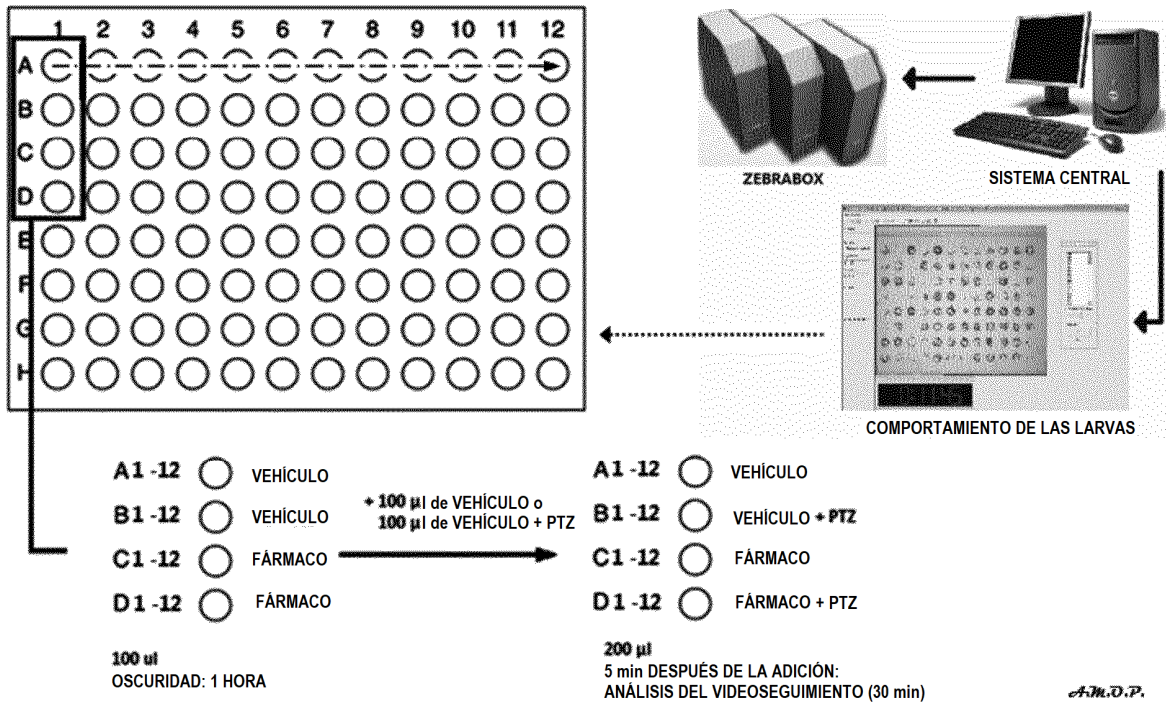 1 2 3 4 5 6 7 8 9 10 11 12
A
B
C
D
E
F
G
H
ZEBRABOX
SISTEMA CENTRAL
COMPORTAMIENTO DE LAS LARVAS
A1 -12 VEHÍCULO
B1 -12 VEHÍCULO
C1 -12 FÁRMACO
D1 -12 FÁRMACO
100 ul
OSCURIDAD: 1 HORA
+ 100 µl de VEHÍCULO o
100 µl de VEHÍCULO + PTZ
A1 -12 VEHÍCULO
B1 -12 VEHÍCULO + PTZ
C1 -12 FÁRMACO
D1 -12 FÁRMACO + PTZ
200 µl
5 min DESPUÉS DE LA ADICIÓN:
ANÁLISIS DEL VIDEOSEGUIMIENTO (30 min)
A.M.O.P.